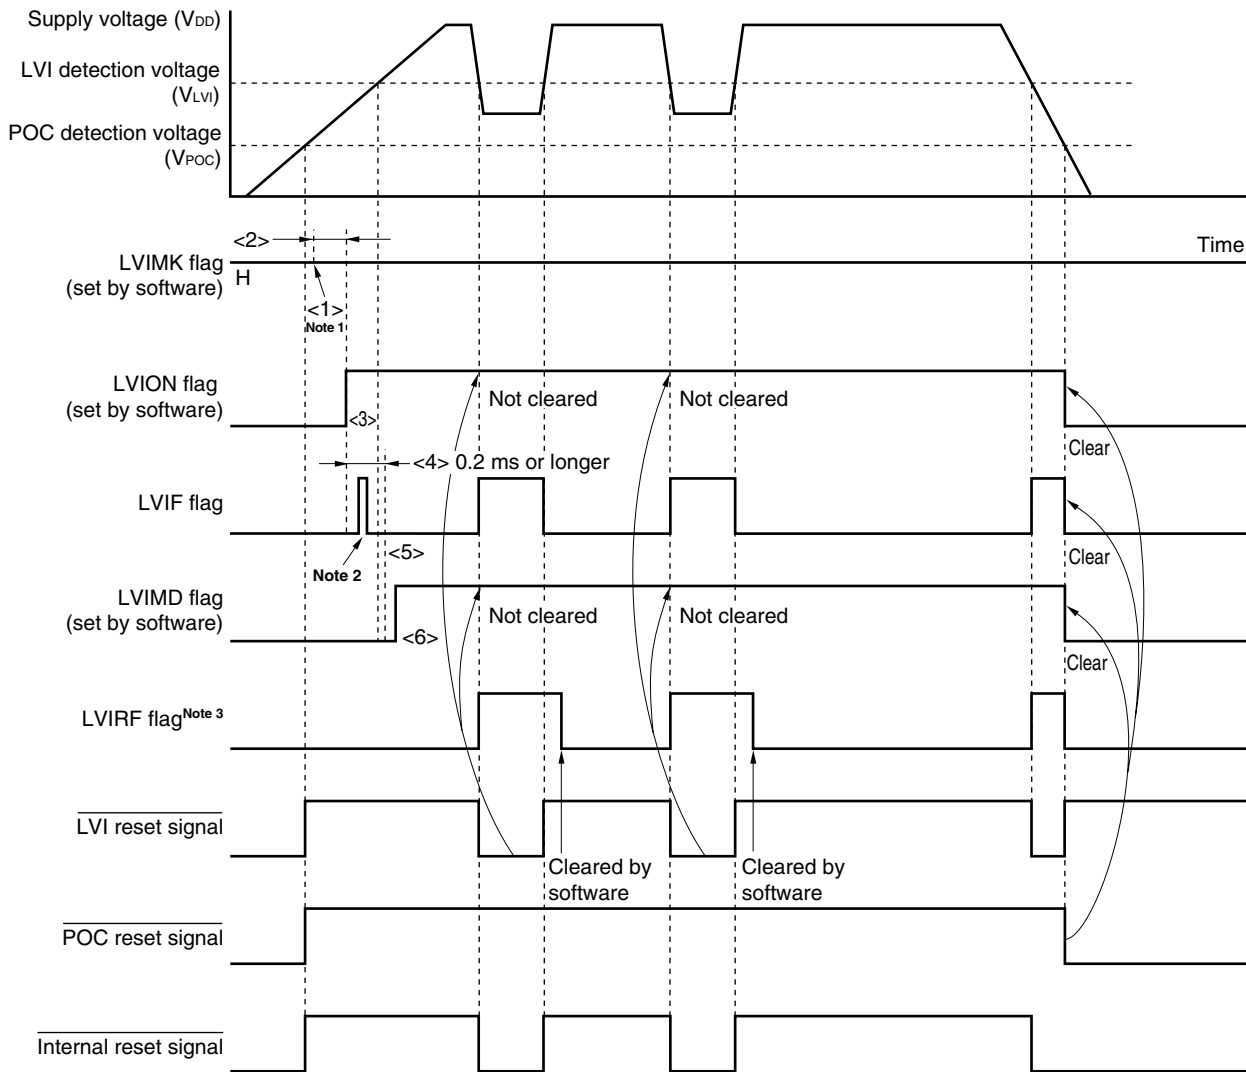 Supply voltage (VDD)
LVI detection voltage
(VLVI)
POC detection voltage
(VPOC)
Time
<2>
LVIMK flag
(set by software)
H
<1>
Note 1
LVION flag
(set by software)
Not cleared
Not cleared
<3>
Clear
<4> 0.2 ms or longer
LVIF flag
Note 2
<5>
Clear
LVIMD flag
(set by software)
Not cleared
Not cleared
<6>
Clear
LVIRF flagNote 3
LVI reset signal
Cleared by
software
Cleared by
software
POC reset signal
Internal reset signal